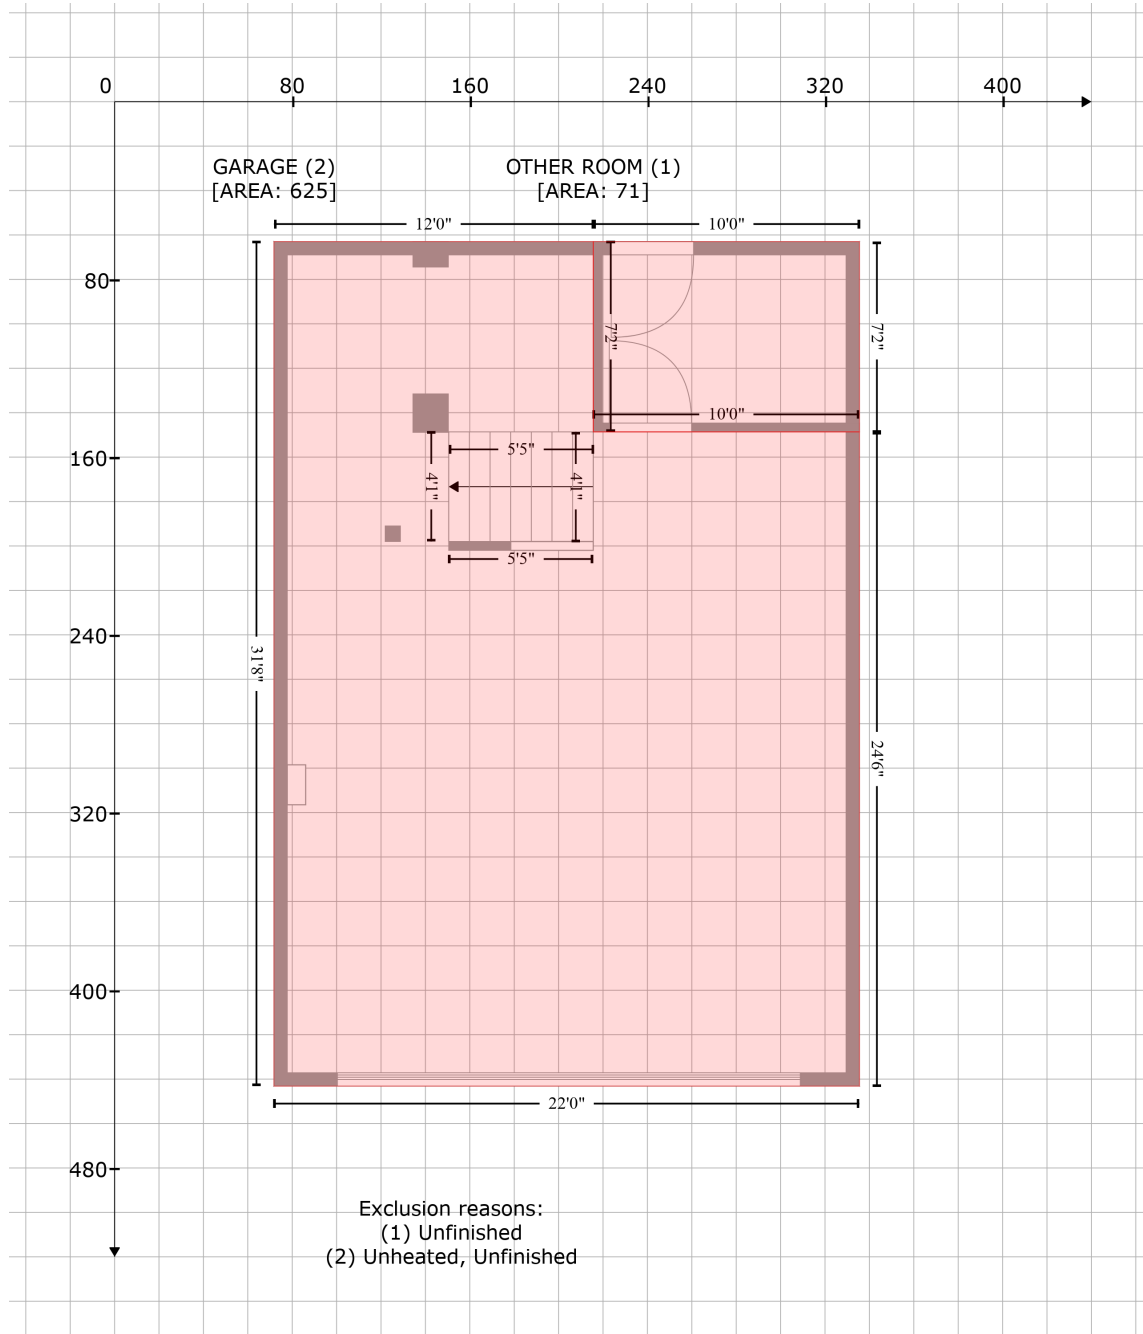 0 80 160 240 320 400
GARAGE (2)
[AREA: 625]
OTHER ROOM (1)
[AREA: 71]
12'0" 10'0"
80
7'2" 7'2"
10'0"
160
5'5"
4'1" 4'1"
5'5"
240
31'8"
24'6"
320
400
22'0"
480
Exclusion reasons:
(1) Unfinished
(2) Unheated, Unfinished